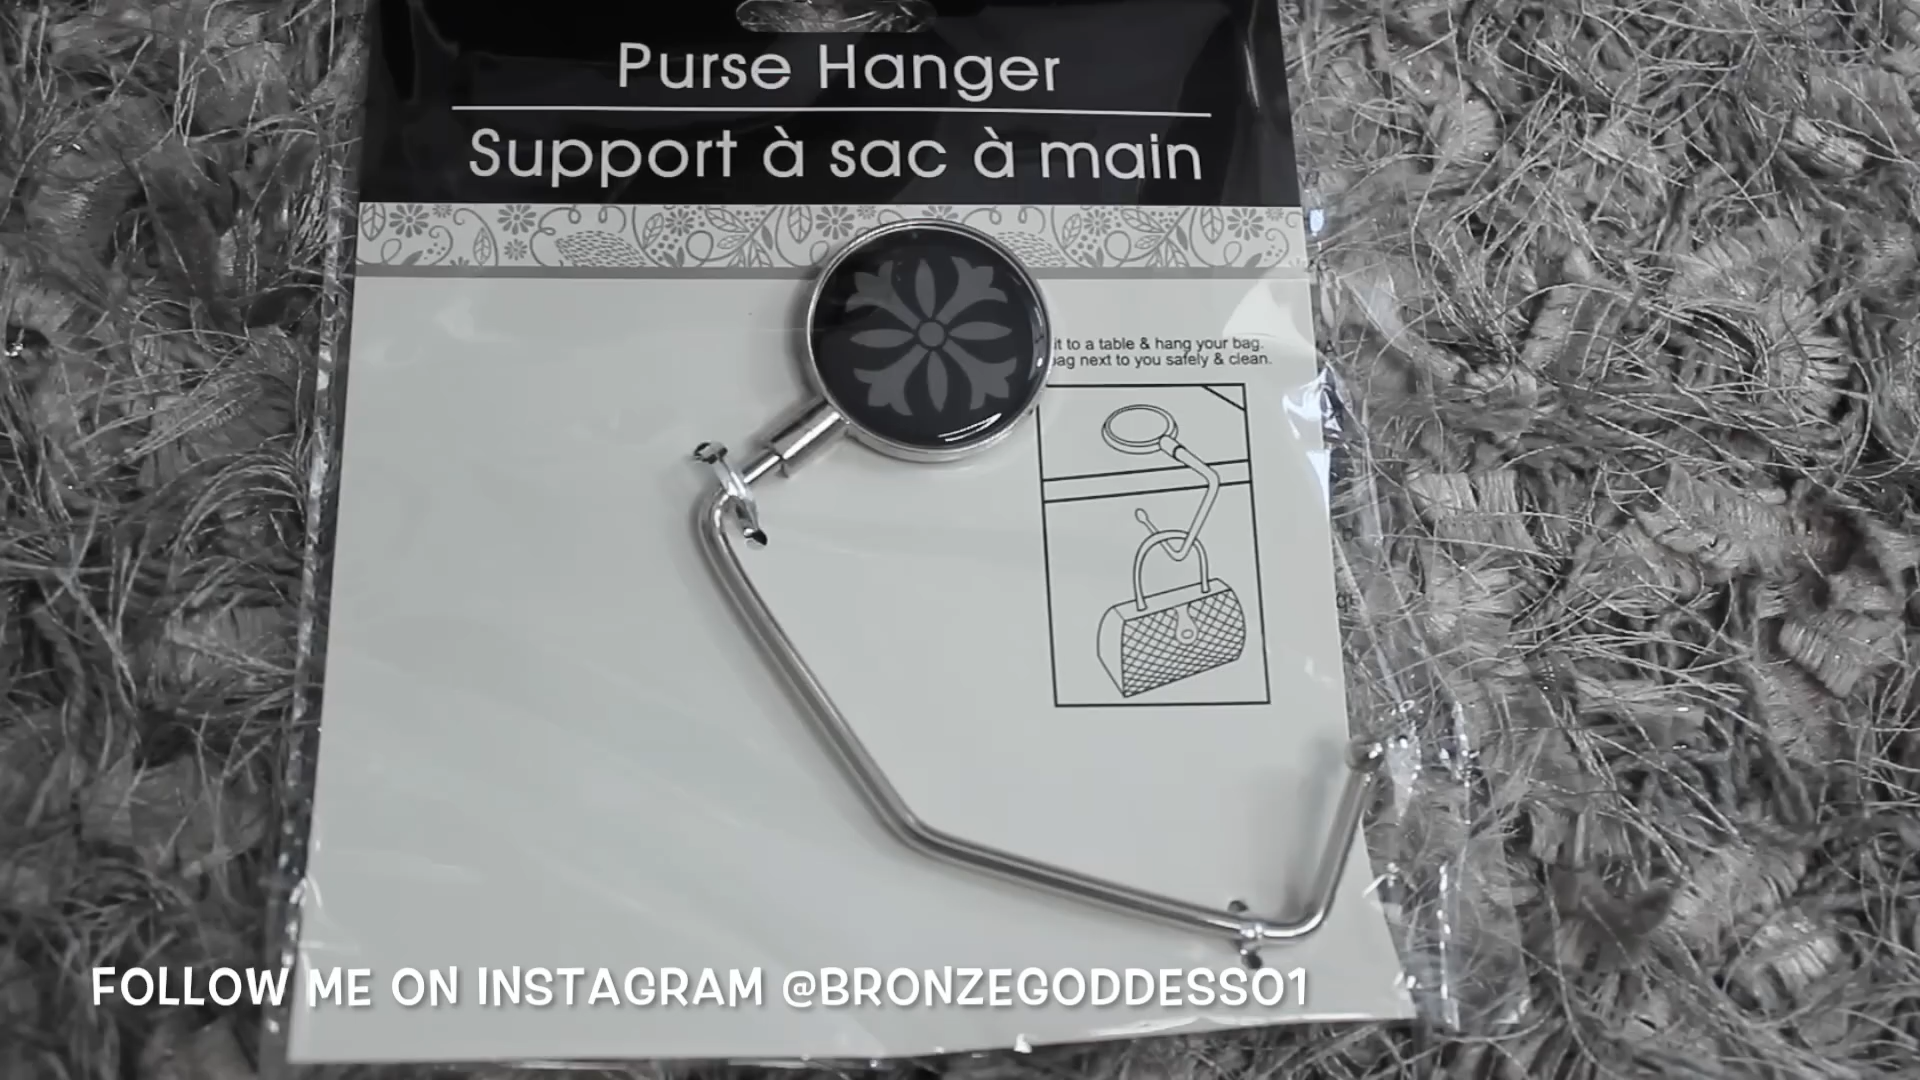 Purse Hanger
Support à sac à main
it to a table & hang your bag.
bag next to you safely & clean.
FOLLOW ME ON INSTAGRAM @BRONZEGODDESS01